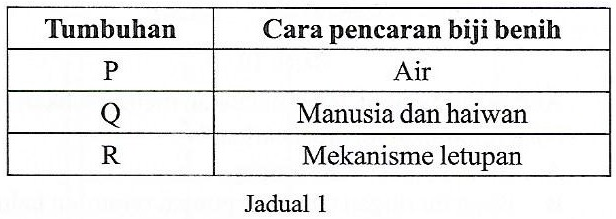 Tumbuhan Cara pencaran biji benih
P Air
Q Manusia dan haiwan
R Mekanisme letupan
Jadual 1